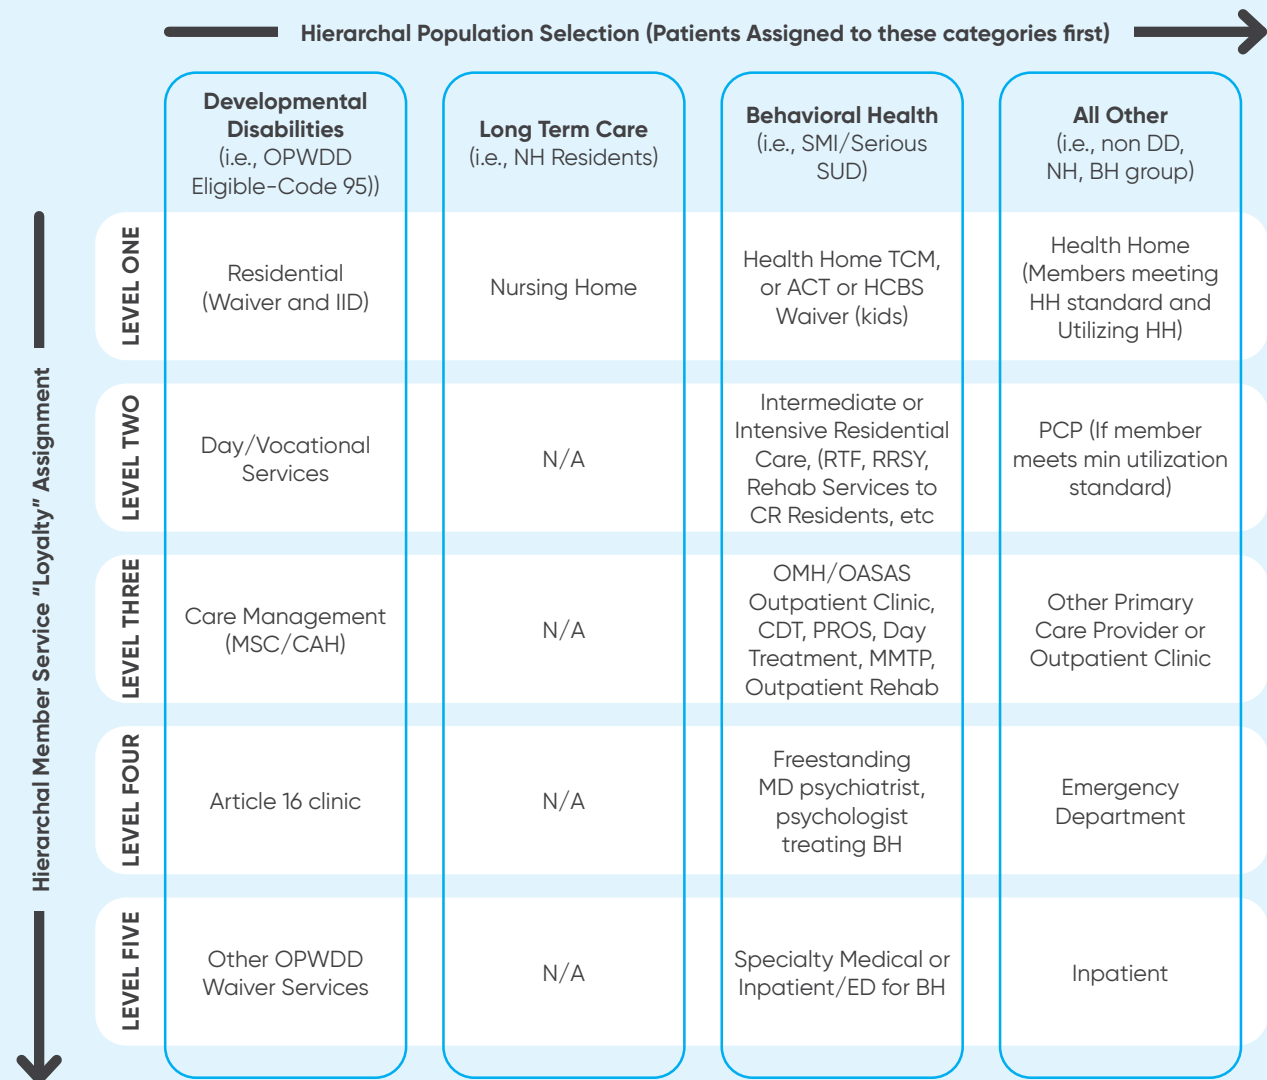 Hierarchal Population Selection (Patients Assigned to these categories first)
Developmental
Disabilities
(i.e., OPWDD
Eligible-Code 95))
Long Term Care
(i.e., NH Residents)
Behavioral Health
(i.e., SMI/Serious
SUD)
All Other
(i.e., non DD,
NH, BH group)
Hierarchal Member Service “Loyalty” Assignment
LEVEL ONE
Residential
(Waiver and IID)
Nursing Home
Health Home TCM,
or ACT or HCBS
Waiver (kids)
Health Home
(Members meeting
HH standard and
Utilizing HH)
LEVEL TWO
Day/Vocational
Services
N/A
Intermediate or
Intensive Residential
Care, (RTF, RRSY,
Rehab Services to
CR Residents, etc
PCP (If member
meets min utilization
standard)
LEVEL THREE
Care Management
(MSC/CAH)
N/A
OMH/OASAS
Outpatient Clinic,
CDT, PROS, Day
Treatment, MMTP,
Outpatient Rehab
Other Primary
Care Provider or
Outpatient Clinic
LEVEL FOUR
Article 16 clinic
N/A
Freestanding
MD psychiatrist,
psychologist
treating BH
Emergency
Department
LEVEL FIVE
Other OPWDD
Waiver Services
N/A
Specialty Medical or
Inpatient/ED for BH
Inpatient